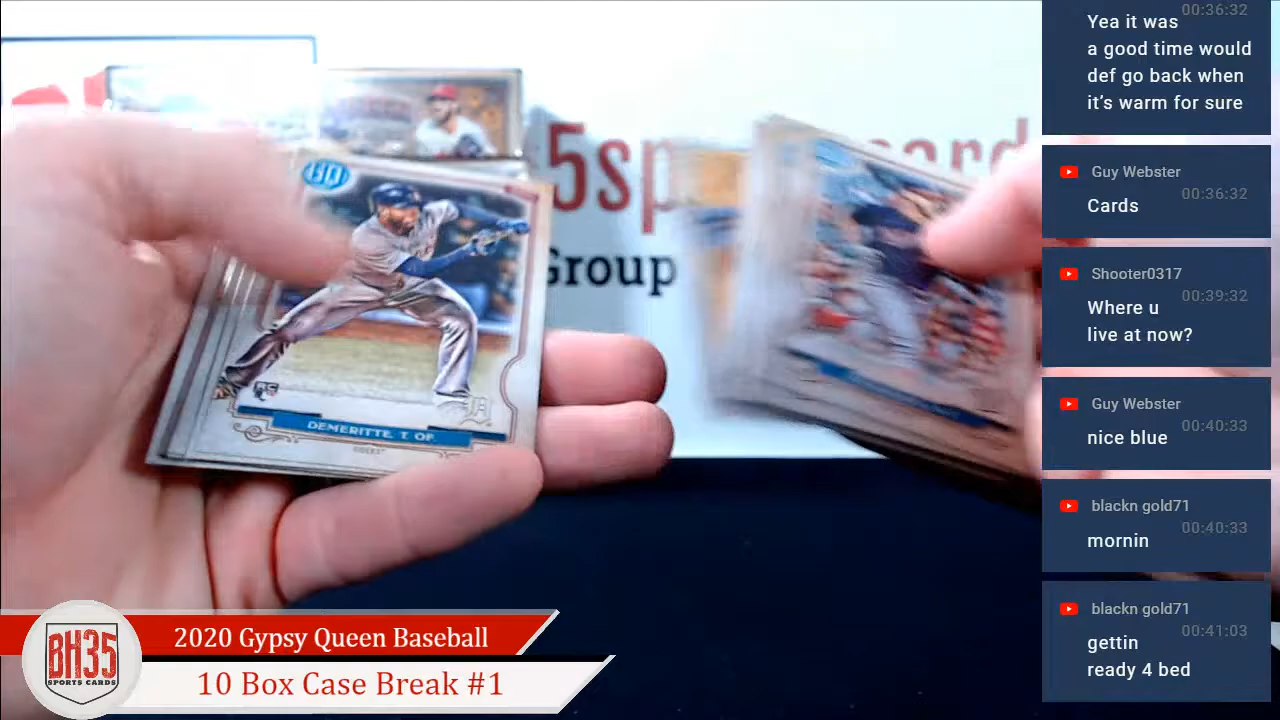 GQ
RC
DEMERITTE, T. OF.
5sp
ard
Group
BH35
SPORTS CARDS
2020 Gypsy Queen Baseball
10 Box Case Break #1
00:36:32
Yea it was
a good time would
def go back when
it's warm for sure
Guy Webster
00:36:32
Cards
Shooter0317
00:39:32
Where u
live at now?
Guy Webster
00:40:33
nice blue
blackn gold71
00:40:33
mornin
blackn gold71
00:41:03
gettin
ready 4 bed